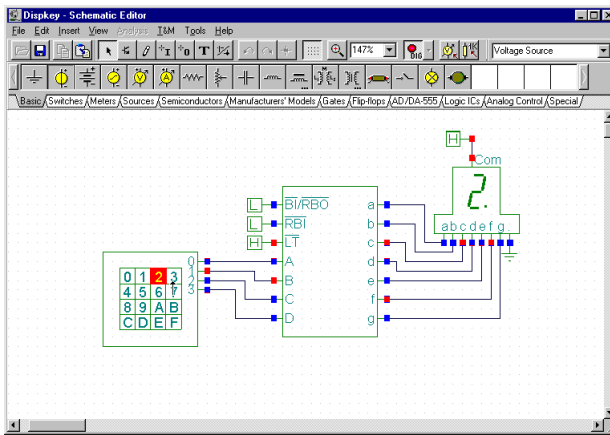 Dispkey - Schematic Editor
File Edit Insert View Analysis T&M Tools Help
147% Voltage Source
Basic Switches Meters Sources Semiconductors Manufacturers' Models Gates Flip-flops AD/DA-555 Logic ICs Analog Control Special
H
Com
L BI/RBO a
L RBI b
a b c d e f g .
H LT c
0 A d
1 B e
2 C f
3 D g
0 1 2 3
4 5 6 7
8 9 A B
C D E F
2.